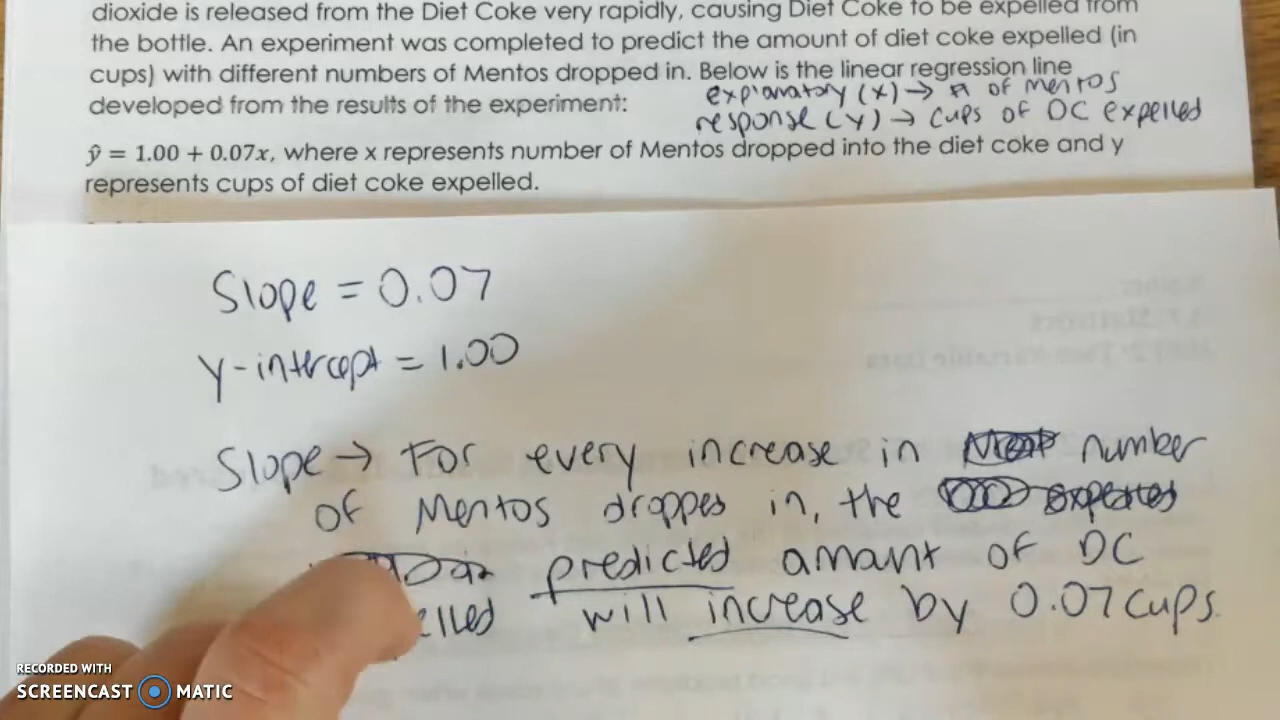 dioxide is released from the Diet Coke very rapidly, causing Diet Coke to be expelled from
the bottle. An experiment was completed to predict the amount of diet coke expelled (in
cups) with different numbers of Mentos dropped in. Below is the linear regression line
developed from the results of the experiment:
explanatory (x) → # of mentos
response (y) → cups of DC expelled
ŷ = 1.00 + 0.07x, where x represents number of Mentos dropped into the diet coke and y
represents cups of diet coke expelled.
Slope = 0.07
y-intercept = 1.00
Slope → For every increase in number
of Mentos droppes in, the
predicted amount of DC
elled will increase by 0.07 cups.
RECORDED WITH
SCREENCAST MATIC